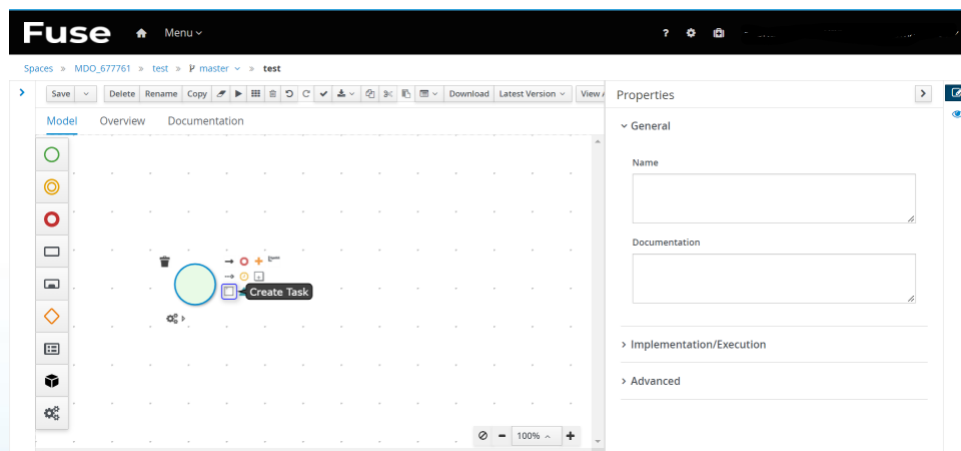 Fuse Menu ?
Spaces » MDO_677761 » test » master » test
Save Delete Rename Copy Download Latest Version View
Properties
Model Overview Documentation
General
Name
Documentation
Create Task
Implementation/Execution
Advanced
100%